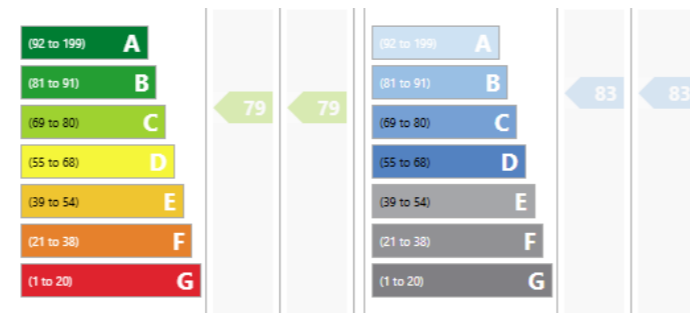 (92 to 199) A
(81 to 91) B
(69 to 80) C
(55 to 68) D
(39 to 54) E
(21 to 38) F
(1 to 20) G
79
79
(92 to 199) A
(81 to 91) B
(69 to 80) C
(55 to 68) D
(39 to 54) E
(21 to 38) F
(1 to 20) G
83
83